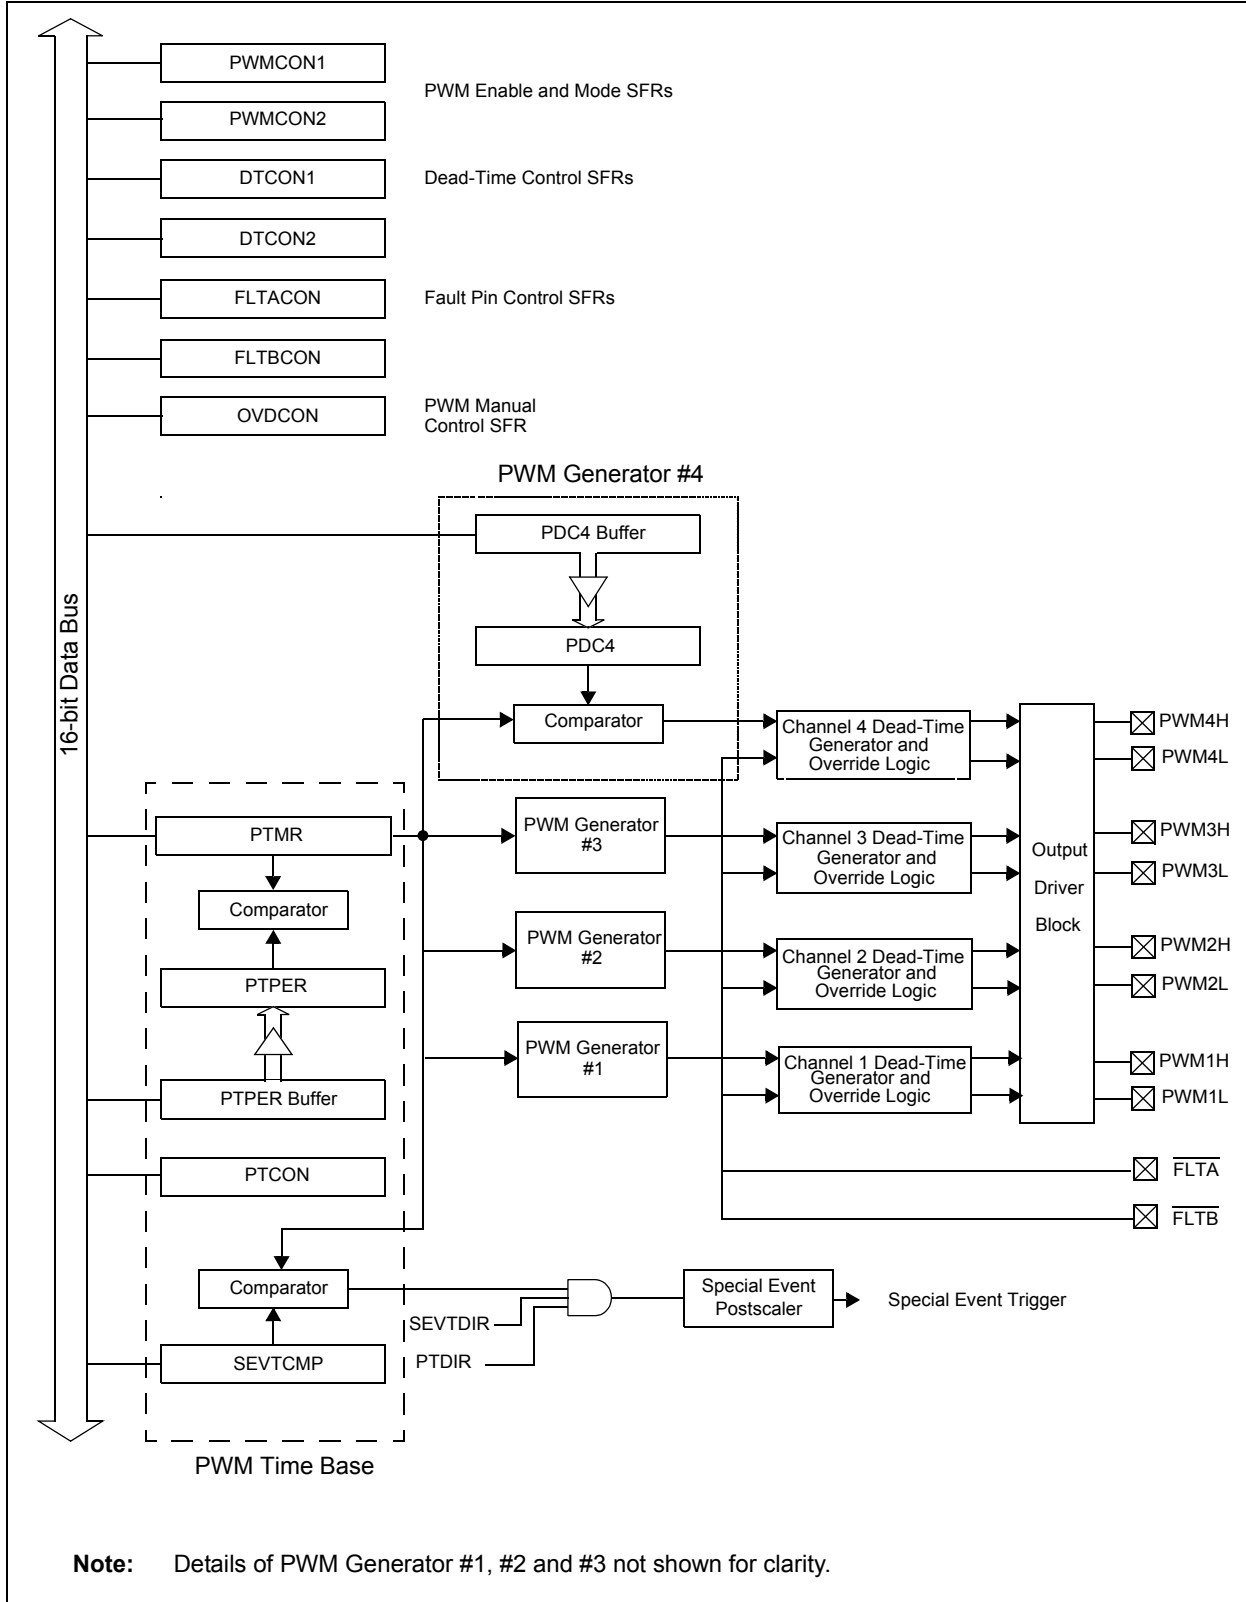 PWMCON1
PWM Enable and Mode SFRs
PWMCON2
DTCON1
Dead-Time Control SFRs
DTCON2
FLTACON
Fault Pin Control SFRs
FLTBCON
OVDCON
PWM Manual
Control SFR
PWM Generator #4
PDC4 Buffer
PDC4
Comparator
16-bit Data Bus
Channel 4 Dead-Time
Generator and
Override Logic
PWM4H
PWM4L
PTMR
Comparator
PTPER
PTPER Buffer
PTCON
Comparator
SEVTCMP
PWM Time Base
PWM Generator
#3
Channel 3 Dead-Time
Generator and
Override Logic
PWM3H
PWM3L
Output
Driver
Block
PWM Generator
#2
Channel 2 Dead-Time
Generator and
Override Logic
PWM2H
PWM2L
PWM Generator
#1
Channel 1 Dead-Time
Generator and
Override Logic
PWM1H
PWM1L
FLTA
FLTB
SEVTDIR
PTDIR
Special Event
Postscaler
Special Event Trigger
Note: Details of PWM Generator #1, #2 and #3 not shown for clarity.